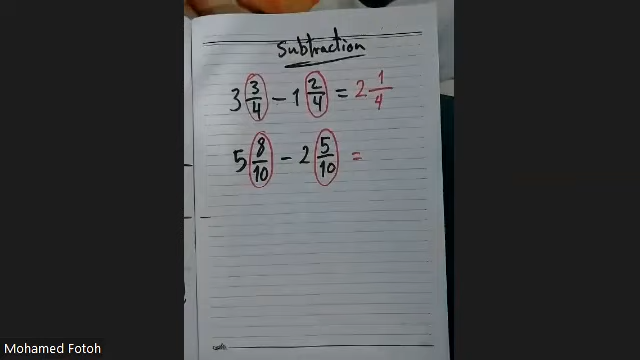 Subtraction
3 3/4 - 1 2/4 = 2 1/4
5 8/10 - 2 5/10 =
Mohamed Fotoh